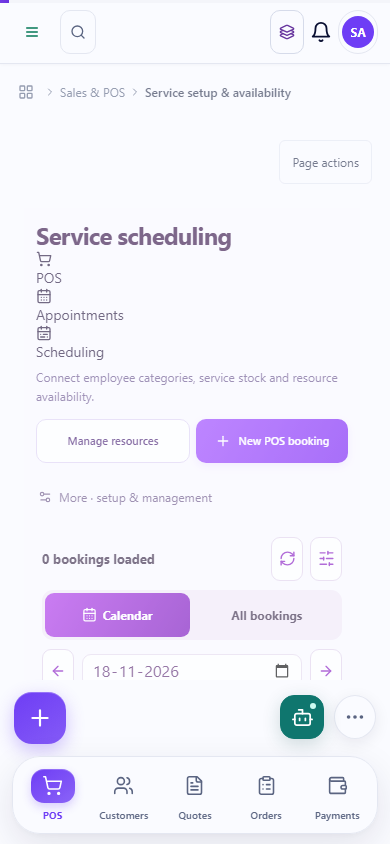 SA
Sales & POS
Service setup & availability
Page actions
Service scheduling
POS
Appointments
Scheduling
Connect employee categories, service stock and resource
availability.
Manage resources
New POS booking
More · setup & management
0 bookings loaded
Calendar
All bookings
18-11-2026
POS
Customers
Quotes
Orders
Payments